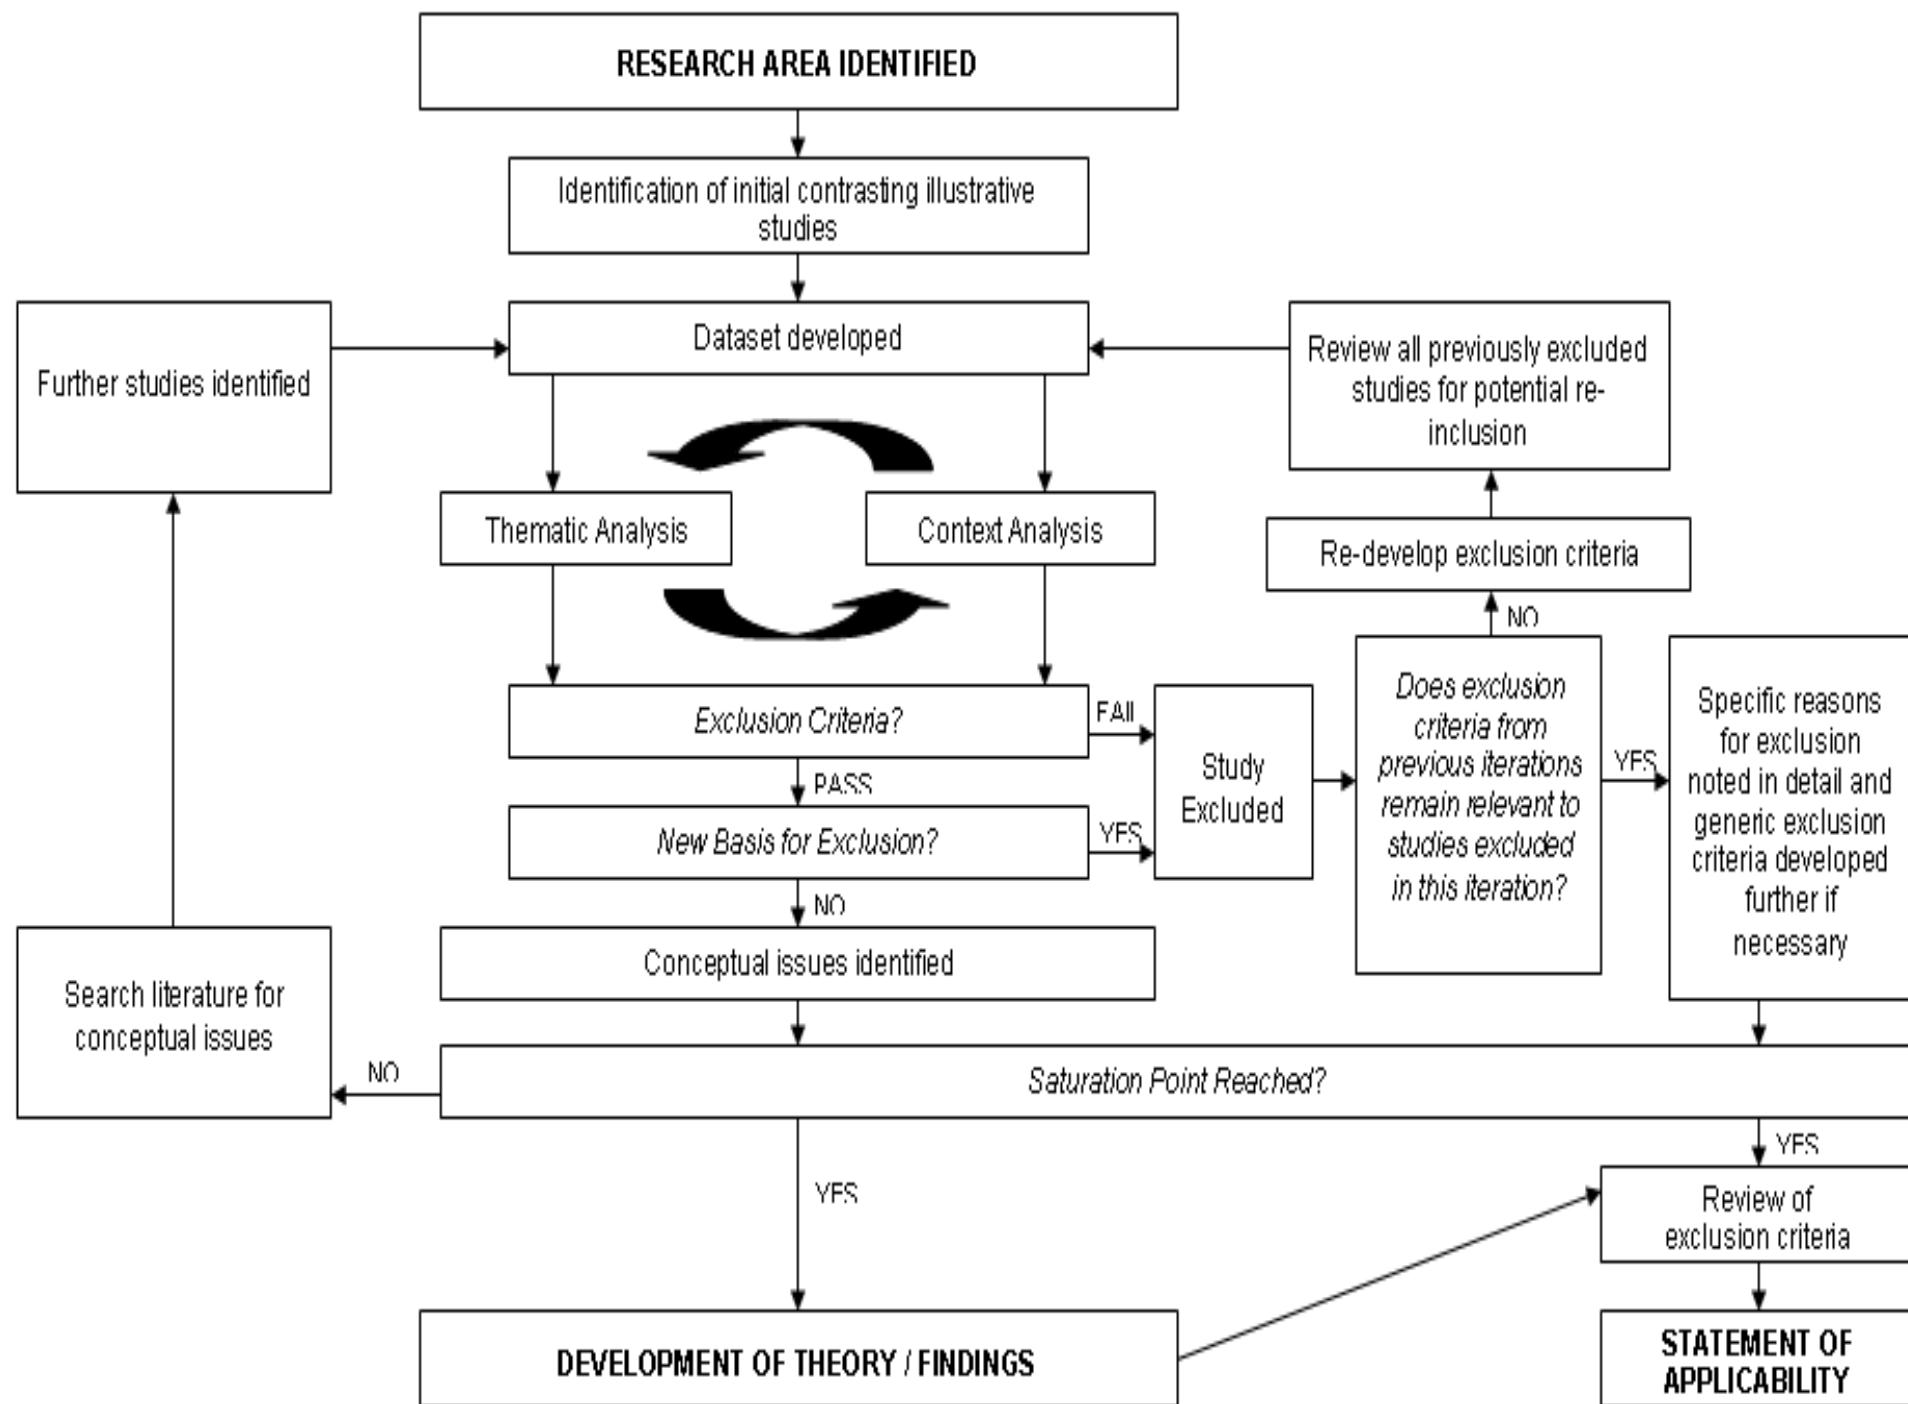 RESEARCH AREA IDENTIFIED
Identification of initial contrasting illustrative
studies
Dataset developed
Further studies identified
Review all previously excluded
studies for potential re-
inclusion
Thematic Analysis
Context Analysis
Re-develop exclusion criteria
NO
Exclusion Criteria?
FAIL
Study
Excluded
Does exclusion
criteria from
previous iterations
remain relevant to
studies excluded
in this iteration?
YES
Specific reasons
for exclusion
noted in detail and
generic exclusion
criteria developed
further if
necessary
PASS
New Basis for Exclusion?
YES
NO
Conceptual issues identified
Search literature for
conceptual issues
NO
Saturation Point Reached?
YES
YES
Review of
exclusion criteria
DEVELOPMENT OF THEORY / FINDINGS
STATEMENT OF
APPLICABILITY